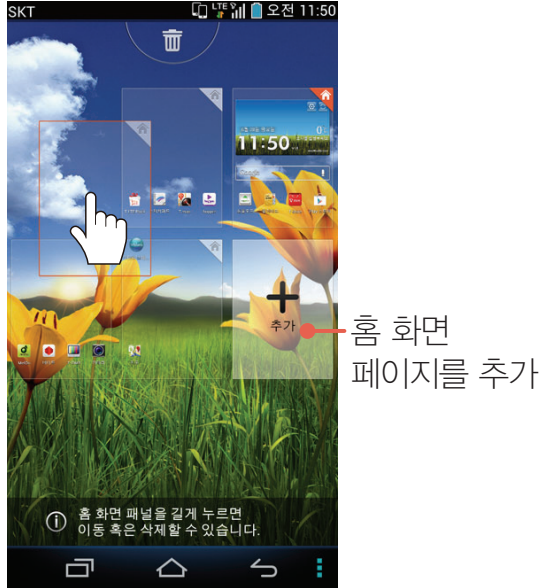 SKT LTE 오전 11:50
11:50
Google
추가
홈 화면
페이지를 추가
홈 화면 패널을 길게 누르면
이동 혹은 삭제할 수 있습니다.